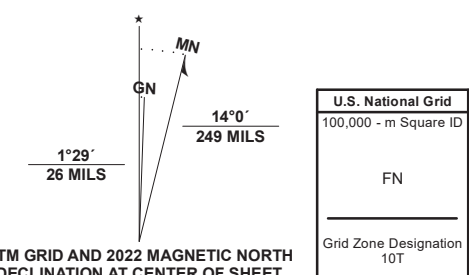 MN
GN
14°0´
249 MILS
1°29´
26 MILS
TM GRID AND 2022 MAGNETIC NORTH
DECLINATION AT CENTER OF SHEET
U.S. National Grid
100,000 - m Square ID
FN
Grid Zone Designation
10T